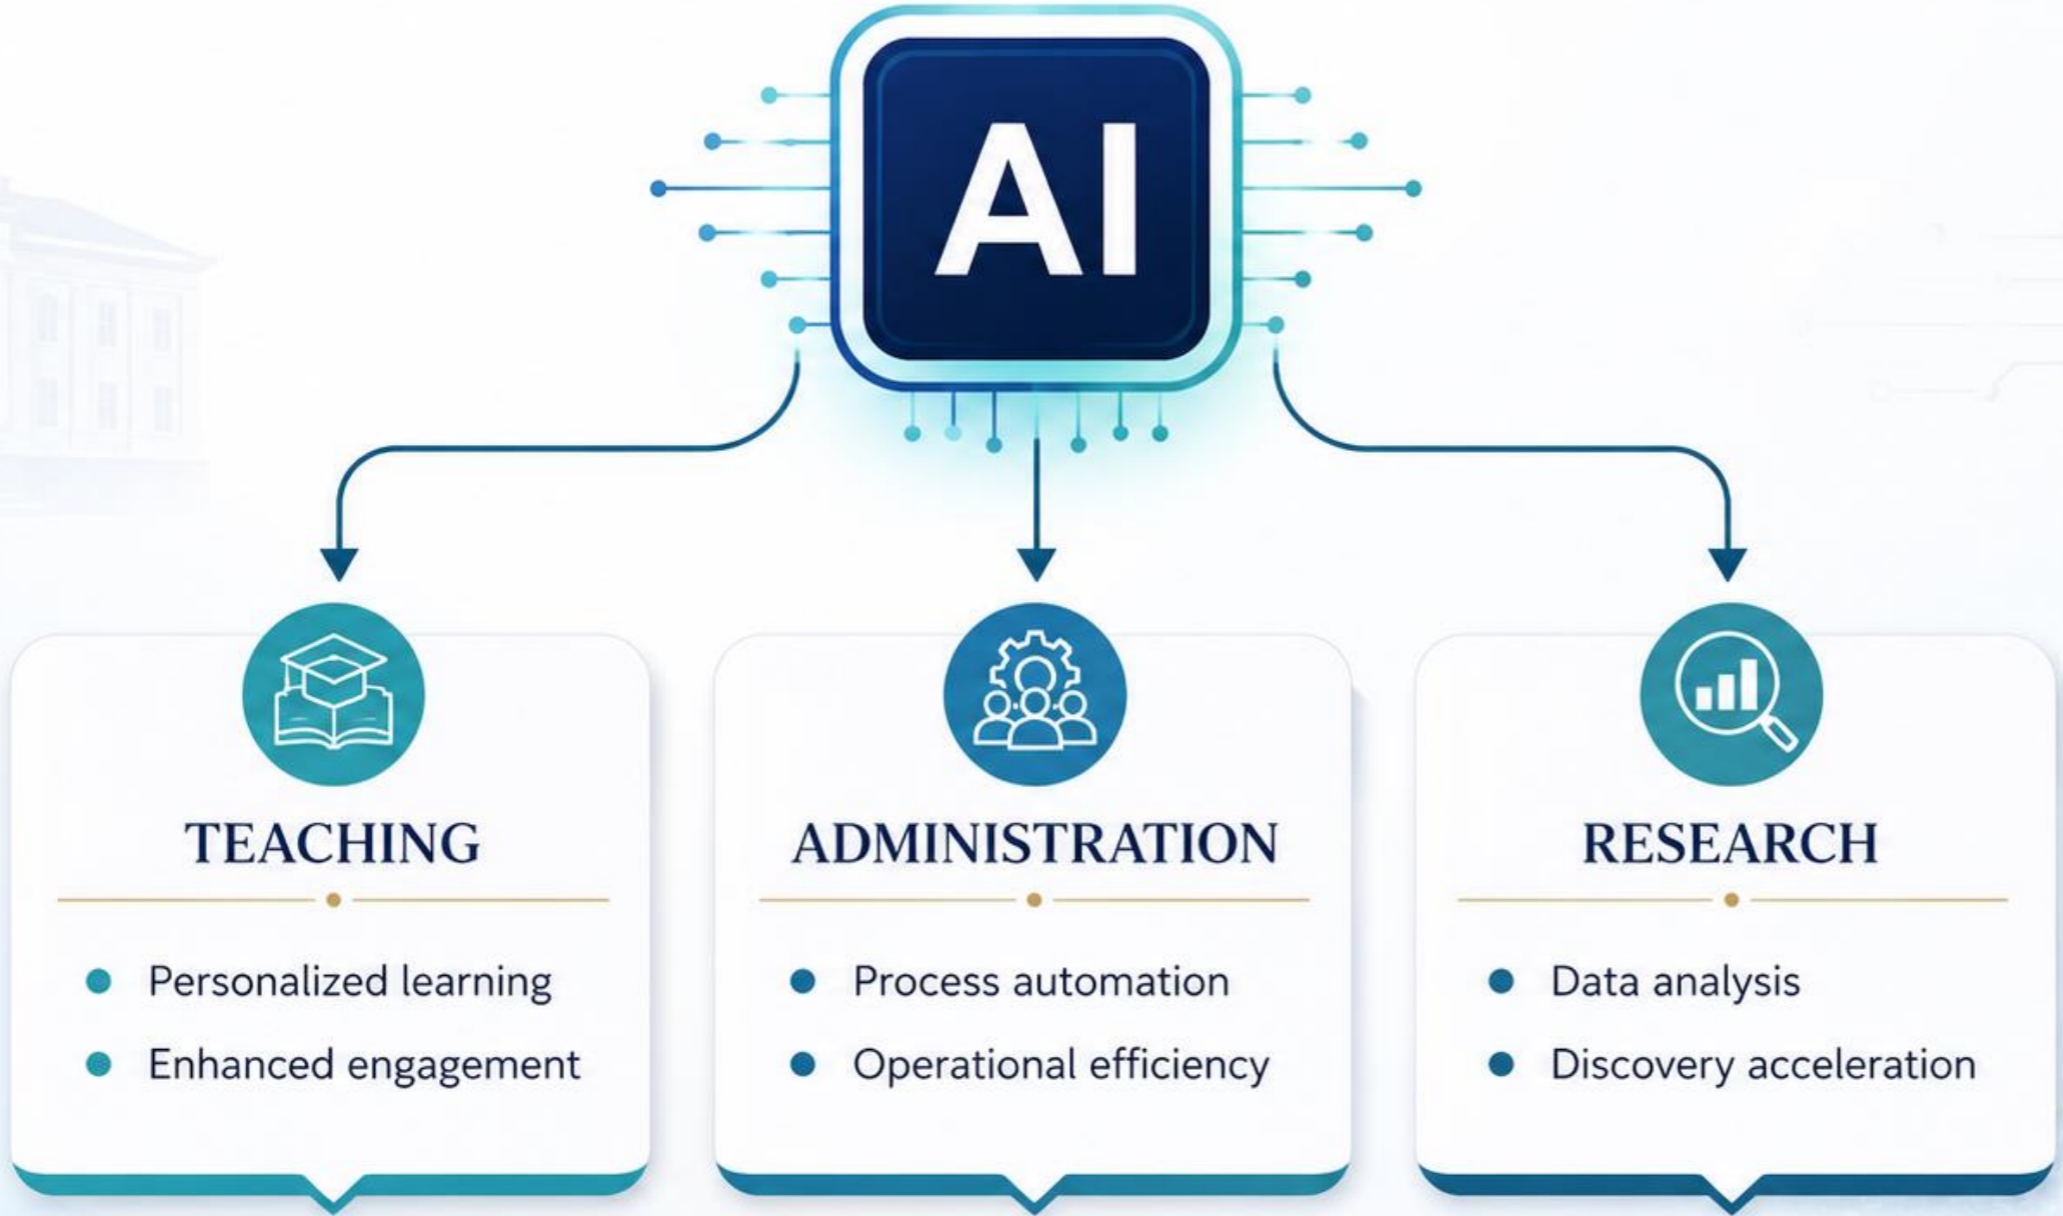 AI
TEACHING
Personalized learning
Enhanced engagement
ADMINISTRATION
Process automation
Operational efficiency
RESEARCH
Data analysis
Discovery acceleration